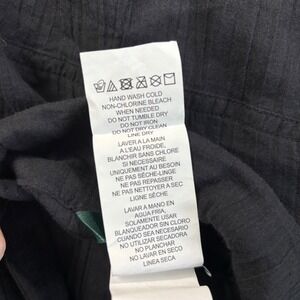 HAND WASH COLD
NON-CHLORINE BLEACH
WHEN NEEDED
DO NOT TUMBLE DRY
DO NOT IRON
DO NOT DRY CLEAN
LINE DRY
LAVER A LA MAIN
A L'EAU FROIDE,
BLANCHIR SANS CHLORE
SI NECESSAIRE
UNIQUEMENT AU BESOIN
NE PAS SÈCHE-LINGE
NE PAS REPASSER
NE PAS NETTOYER A SEC
LIGNE SÈCHE
LAVAR A MANO EN
AGUA FRIA,
SOLAMENTE USAR
BLANQUEADOR SIN CLORO
CUANDO SEA NECESARIO
NO UTILIZAR SECADORA
NO PLANCHAR
NO LAVAR EN SECO
LINEA SECA